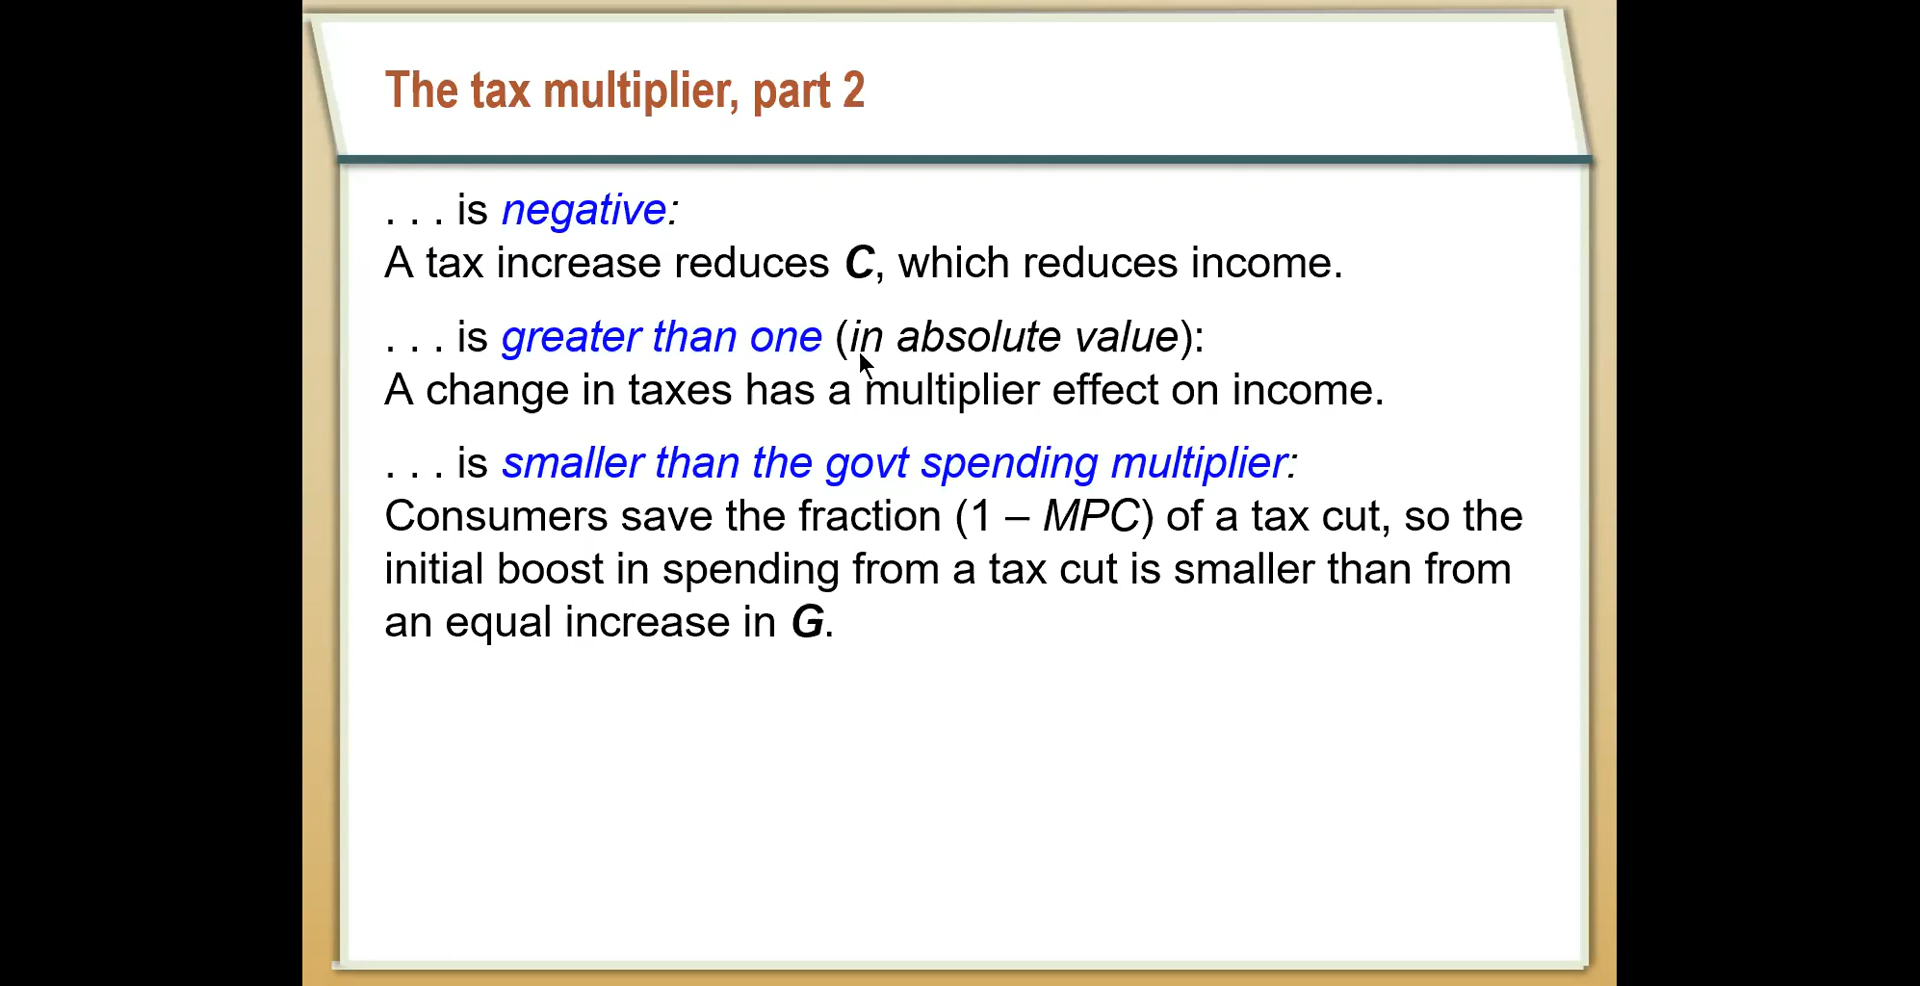 The tax multiplier, part 2
. . . is negative:
A tax increase reduces C, which reduces income.
. . . is greater than one (in absolute value):
A change in taxes has a multiplier effect on income.
. . . is smaller than the govt spending multiplier:
Consumers save the fraction (1 – MPC) of a tax cut, so the
initial boost in spending from a tax cut is smaller than from
an equal increase in G.